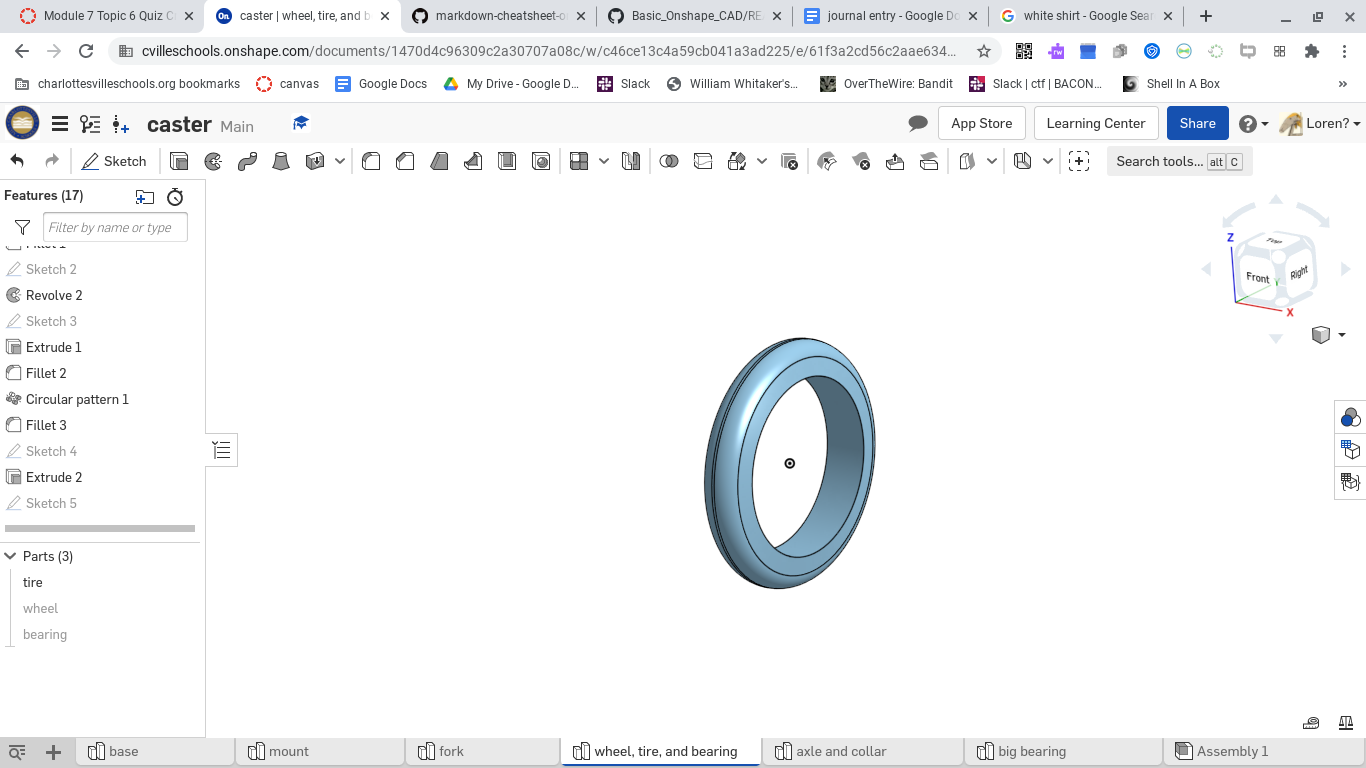 Module 7 Topic 6 Quiz C
caster | wheel, tire, and b
markdown-cheatsheet-o
Basic_Onshape_CAD/RE
journal entry - Google Do
white shirt - Google Sear
cvilleschools.onshape.com/documents/1470d4c96309c2a30707a08c/w/c46ce13c4a59cb041a3ad225/e/61f3a2cd56c2aae634...
charlottesvilleschools.org bookmarks
canvas
Google Docs
My Drive - Google D...
Slack
William Whitaker's...
OverTheWire: Bandit
Slack | ctf | BACON...
Shell In A Box
»
caster Main
App Store
Learning Center
Share
Loren?
Sketch
Search tools... alt C
Features (17)
Filter by name or type
Fillet 1
Sketch 2
Revolve 2
Sketch 3
Extrude 1
Fillet 2
Circular pattern 1
Fillet 3
Sketch 4
Extrude 2
Sketch 5
Parts (3)
tire
wheel
bearing
Z
Top
Front
Right
Y
X
base
mount
fork
wheel, tire, and bearing
axle and collar
big bearing
Assembly 1